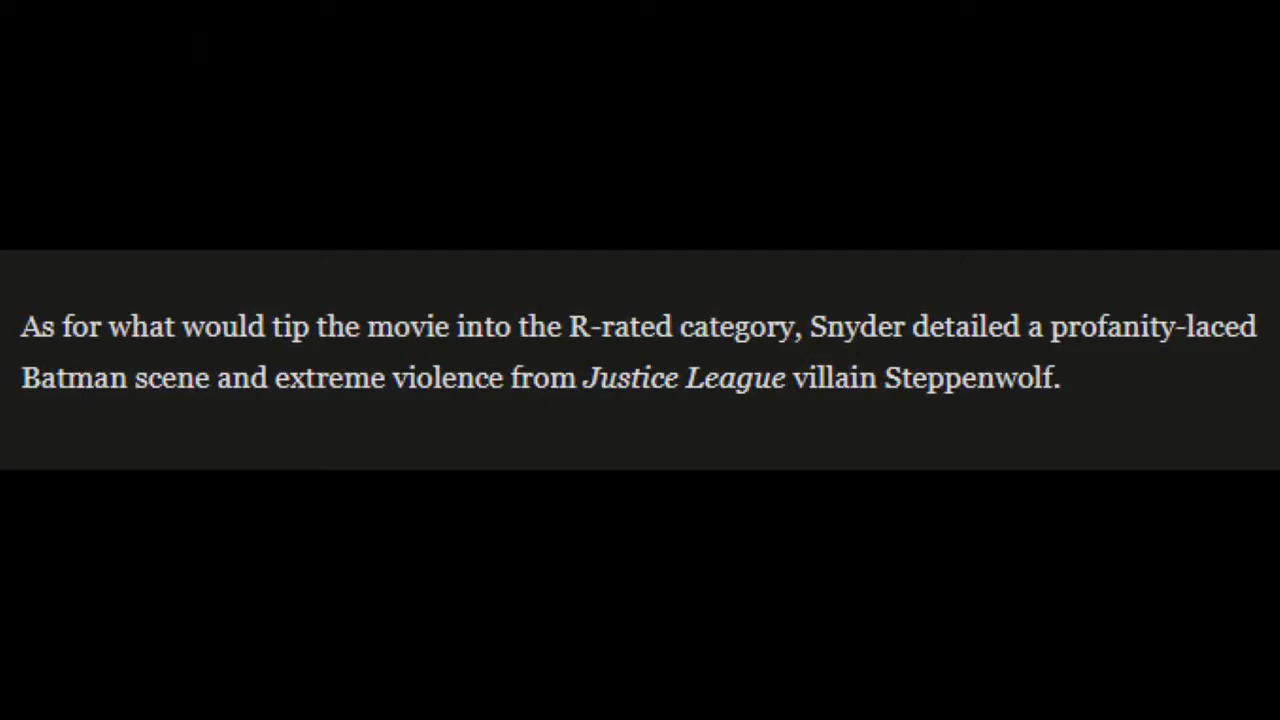 As for what would tip the movie into the R-rated category, Snyder detailed a profanity-laced
Batman scene and extreme violence from Justice League villain Steppenwolf.